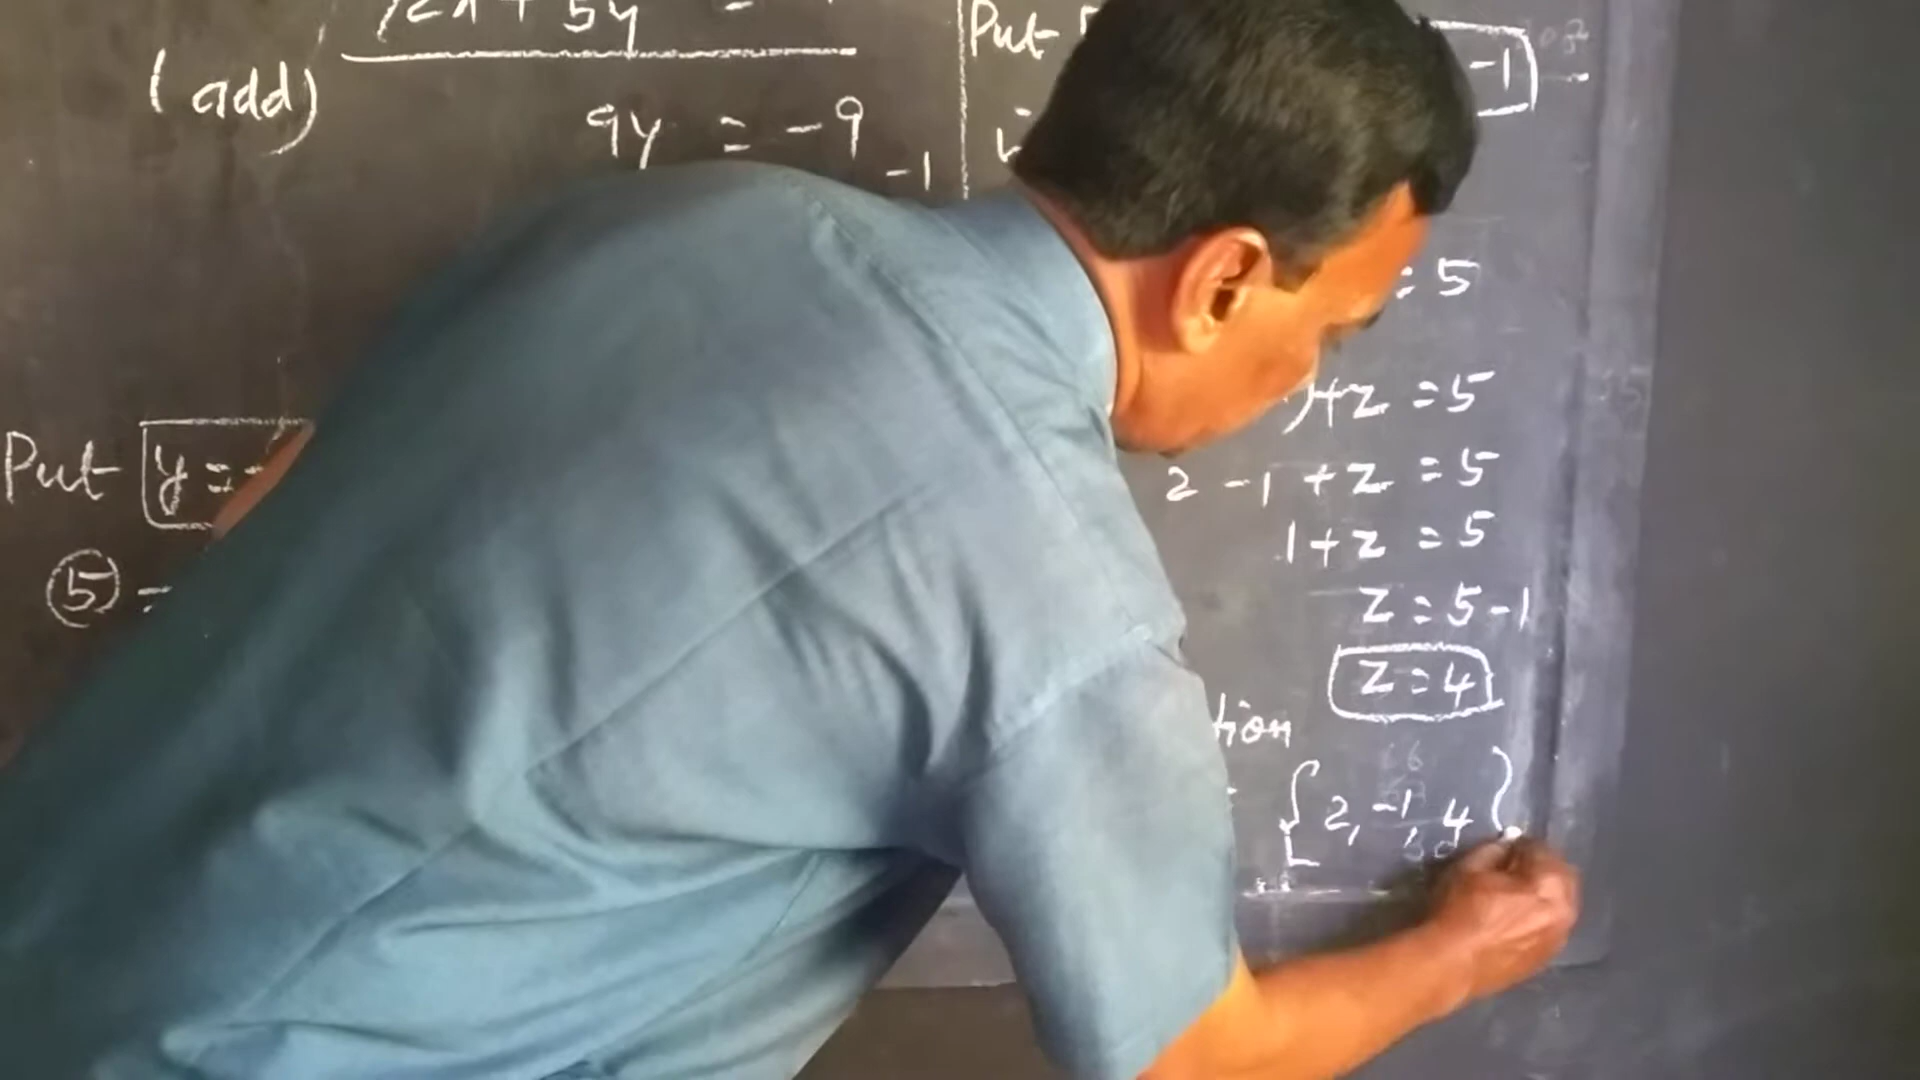 2x + 5y =
(add)
9y = -9
-1
Put y =
⑤ =
Put
-1
= 5
) + z = 5
2 - 1 + z = 5
1 + z = 5
z = 5 - 1
z = 4
tion
{ 2, -1, 4 }